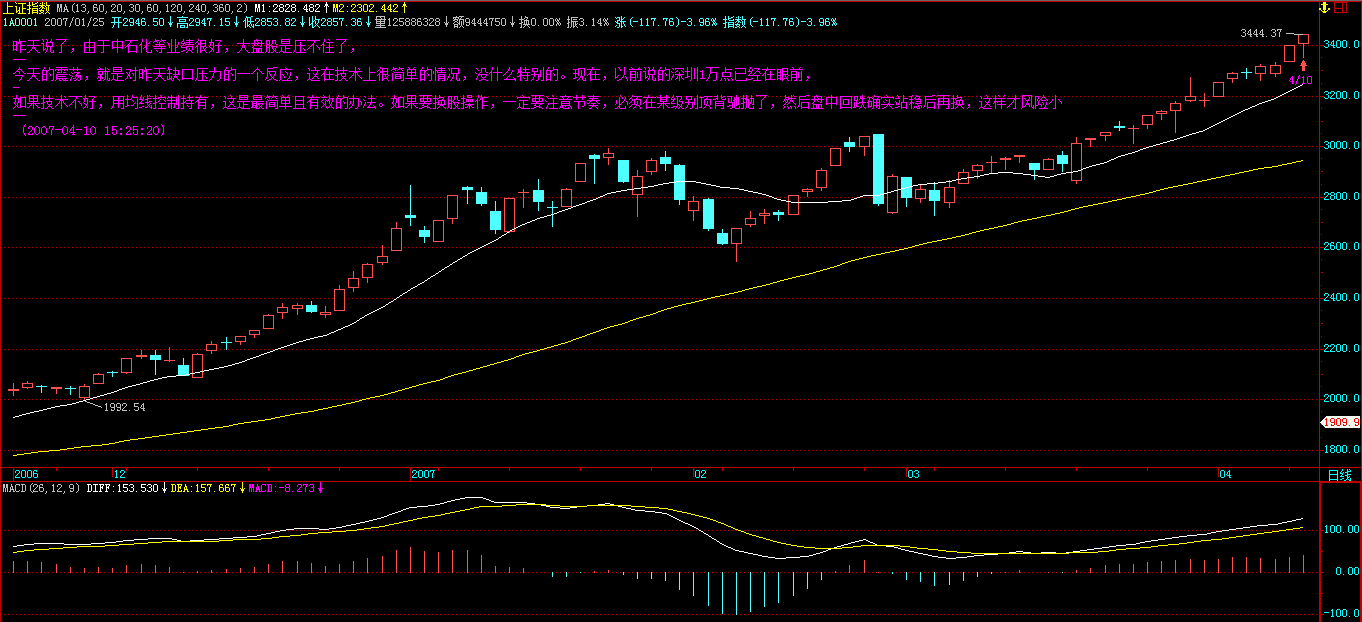 上证指数 MA(13,60,20,30,60,120,240,360,2) M1:2828.482↑M2:2302.442↑
1A0001 2007/01/25 开2946.50↓高2947.15↓低2853.82↓收2857.36↓量125886328↓额9444750↓换0.00% 振3.14% 涨(-117.76)-3.96% 指数(-117.76)-3.96%
昨天说了，由于中石化等业绩很好，大盘股是压不住了，
今天的震荡，就是对昨天缺口压力的一个反应，这在技术上很简单的情况，没什么特别的。现在，以前说的深圳1万点已经在眼前，
如果技术不好，用均线控制持有，这是最简单且有效的办法。如果要换股操作，一定要注意节奏，必须在某级别顶背驰抛了，然后盘中回跌确实站稳后再换，这样才风险小
(2007-04-10 15:25:20)
3444.37
4/10
1992.54
3400.0
3200.0
3000.0
2800.0
2600.0
2400.0
2200.0
2000.0
1909.9
1800.0
2006 12 2007 02 03 04 日线
MACD(26,12,9) DIFF:153.530↓DEA:157.667↓MACD:-8.273↓
100.00
0.00
-100.0